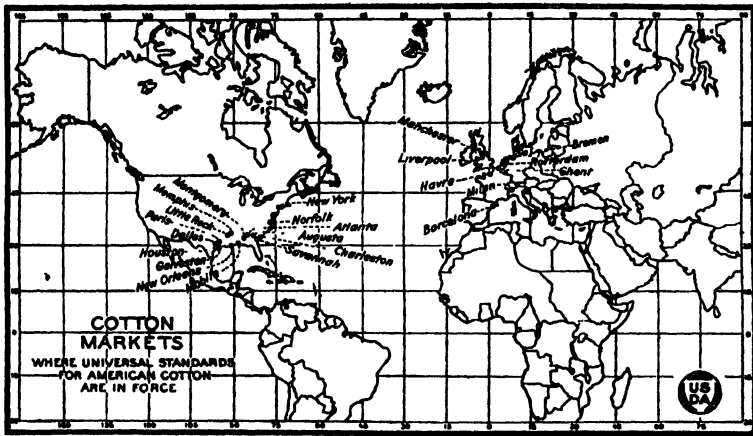 Manchester
Liverpool
Bremen
Rotterdam
Ghent
Havre
Milan
Barcelona
Montgomery
Memphis
Little Rock
Paris
Dallas
Houston
Galveston
New Orleans
Mobile
New York
Norfolk
Atlanta
Augusta
Charleston
Savannah
COTTON
MARKETS
WHERE UNIVERSAL STANDARDS
FOR AMERICAN COTTON
ARE IN FORCE
US
DA